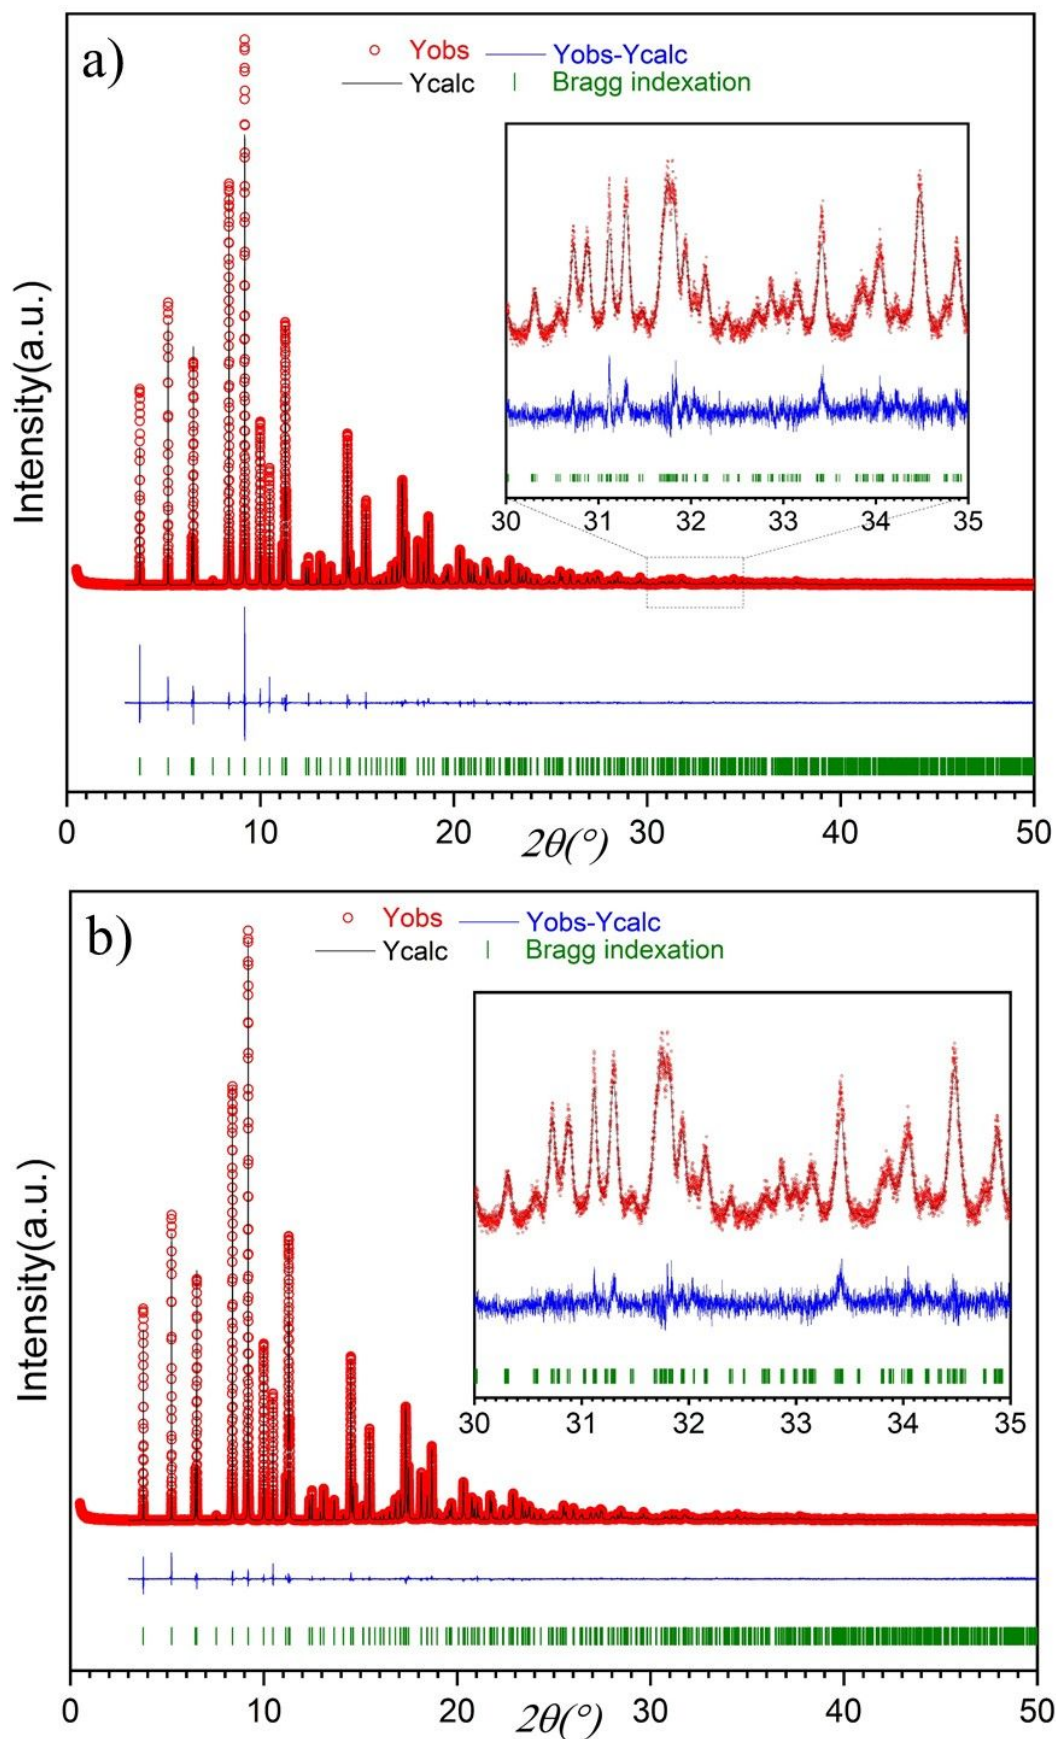 a)
Yobs Yobs-Ycalc
Ycalc Bragg indexation
Intensity(a.u.)
30 31 32 33 34 35
0 10 20 30 40 50
2θ(°)
b)
Yobs Yobs-Ycalc
Ycalc Bragg indexation
Intensity(a.u.)
30 31 32 33 34 35
0 10 20 30 40 50
2θ(°)